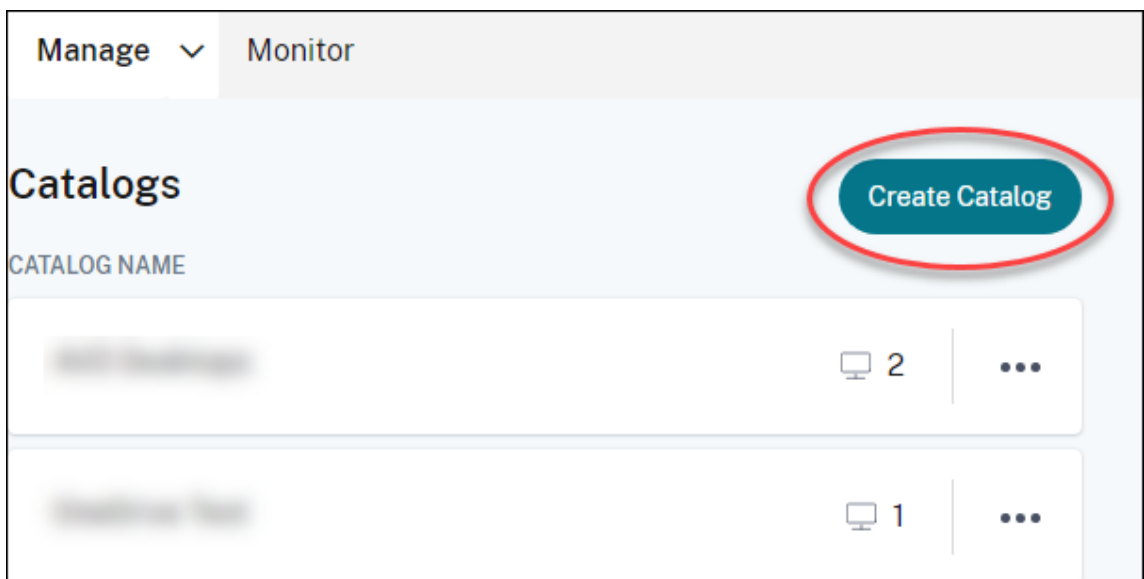 Manage Monitor
Catalogs
Create Catalog
CATALOG NAME
2
1